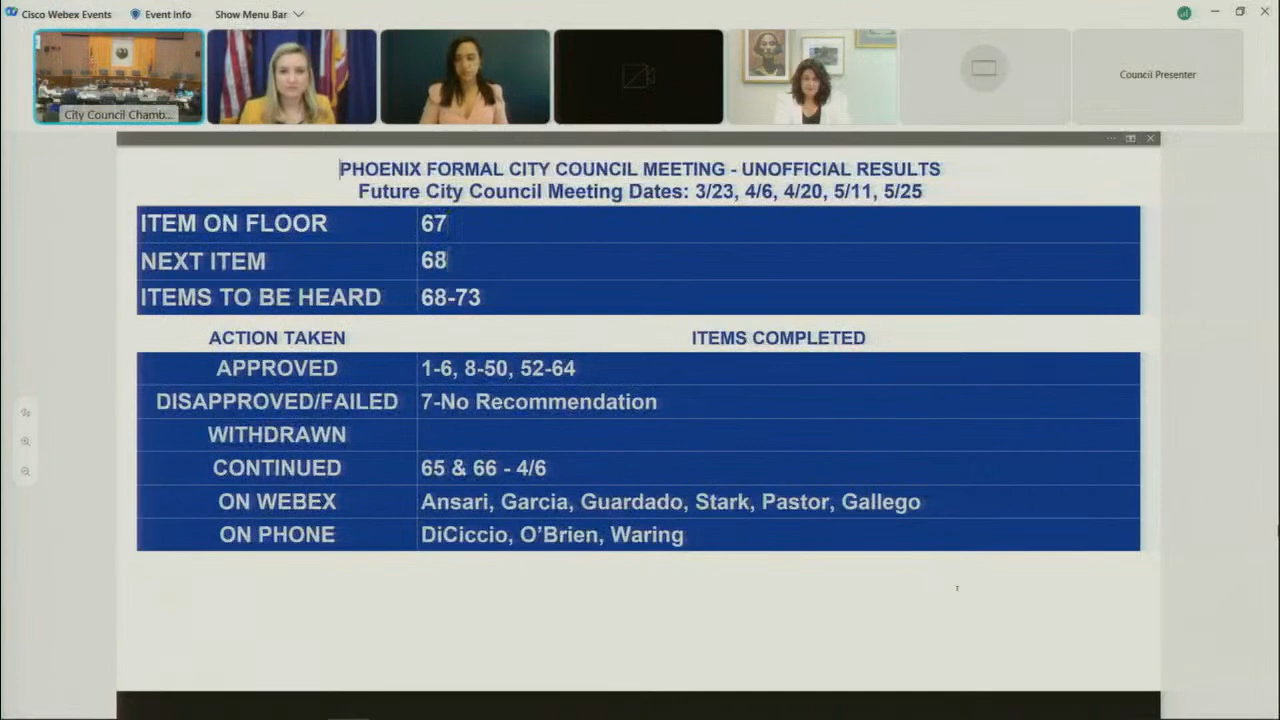 Cisco Webex Events
Event Info
Show Menu Bar
City Council Chamb...
Council Presenter
PHOENIX FORMAL CITY COUNCIL MEETING - UNOFFICIAL RESULTS
Future City Council Meeting Dates: 3/23, 4/6, 4/20, 5/11, 5/25
ITEM ON FLOOR 67
NEXT ITEM 68
ITEMS TO BE HEARD 68-73
ACTION TAKEN ITEMS COMPLETED
APPROVED 1-6, 8-50, 52-64
DISAPPROVED/FAILED 7-No Recommendation
WITHDRAWN
CONTINUED 65 & 66 - 4/6
ON WEBEX Ansari, Garcia, Guardado, Stark, Pastor, Gallego
ON PHONE DiCiccio, O’Brien, Waring